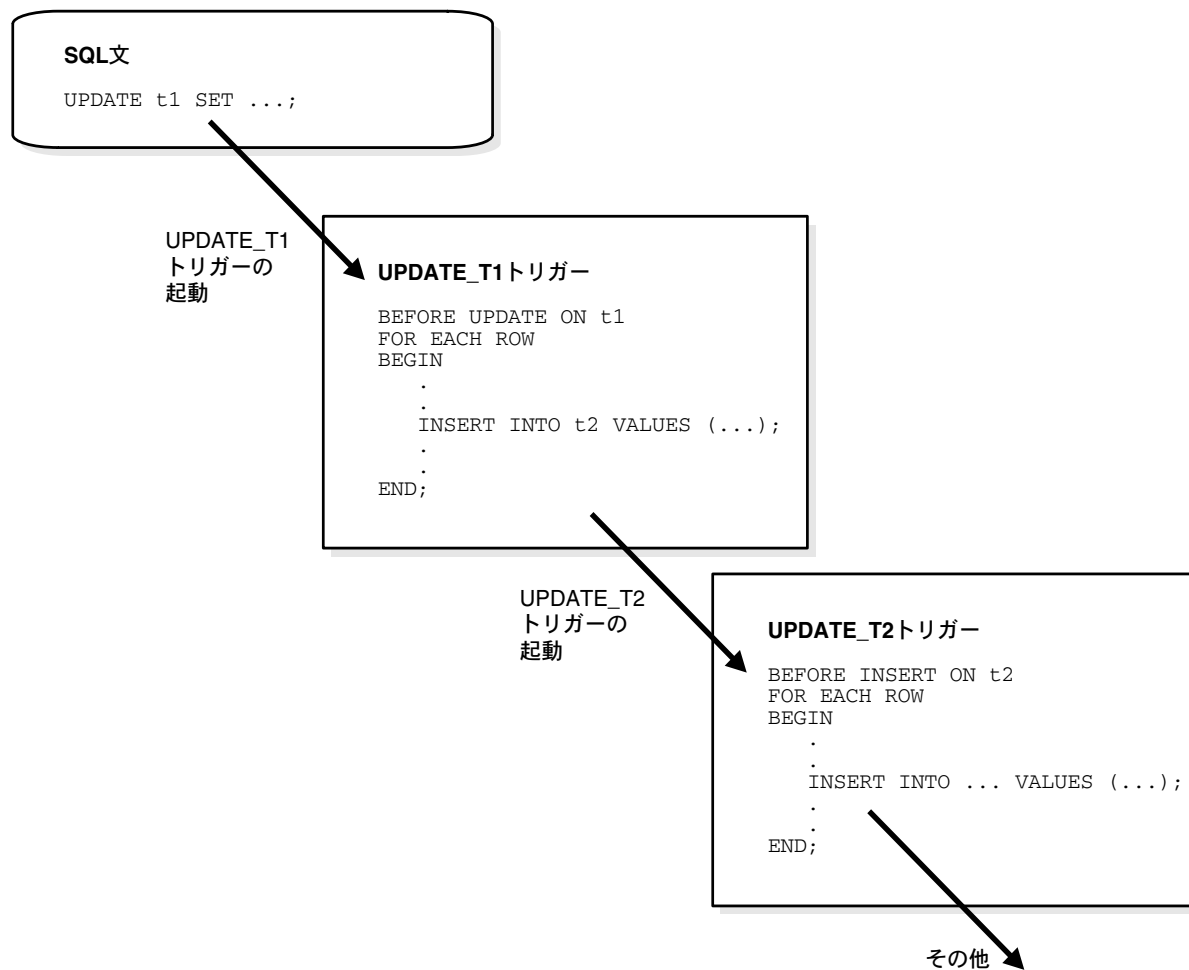 SQL文
UPDATE t1 SET ...;
UPDATE_T1
トリガーの
起動
UPDATE_T1トリガー
BEFORE UPDATE ON t1
FOR EACH ROW
BEGIN
.
.
INSERT INTO t2 VALUES (...);
.
.
END;
UPDATE_T2
トリガーの
起動
UPDATE_T2トリガー
BEFORE INSERT ON t2
FOR EACH ROW
BEGIN
.
.
INSERT INTO ... VALUES (...);
.
.
END;
その他